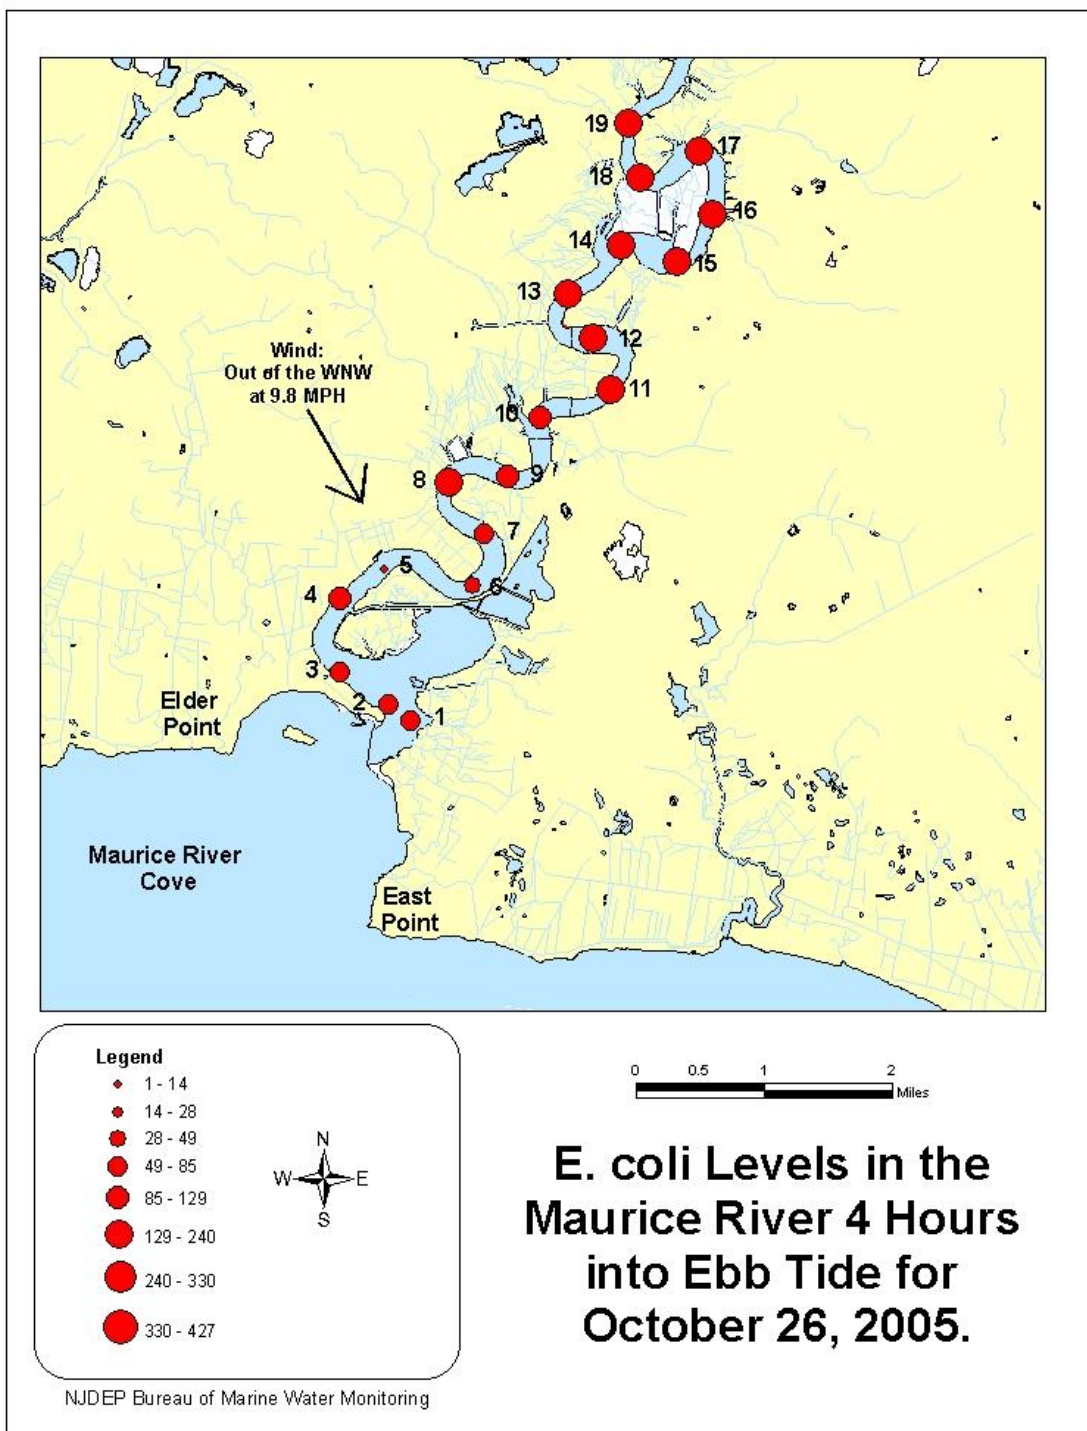 19
17
18
16
14
15
13
12
Wind:
Out of the WNW
at 9.8 MPH
11
10
8
9
7
5
6
4
3
Elder
Point
2
1
Maurice River
Cove
East
Point
Legend
1 - 14
14 - 28
28 - 49
49 - 85
85 - 129
129 - 240
240 - 330
330 - 427
N
W
E
S
0 0.5 1 2
Miles
E. coli Levels in the
Maurice River 4 Hours
into Ebb Tide for
October 26, 2005.
NJDEP Bureau of Marine Water Monitoring